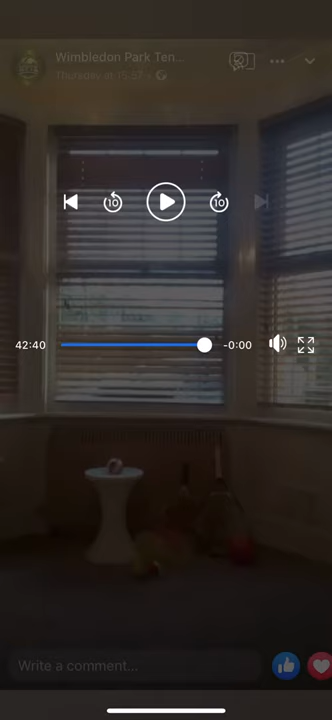 Wimbledon Park Ten...
Thursday at 15:37 ·
10
10
42:40
-0:00
Write a comment...